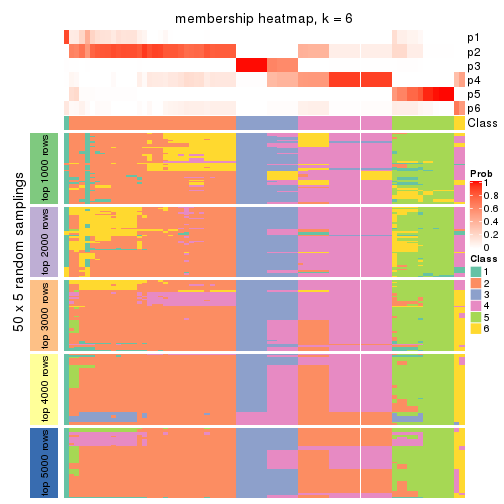 membership heatmap, k = 6
p1
p2
p3
p4
p5
p6
Class
50 x 5 random samplings
top 1000 rows
top 2000 rows
top 3000 rows
top 4000 rows
top 5000 rows
Prob
1
0.8
0.6
0.4
0.2
0
Class
1
2
3
4
5
6